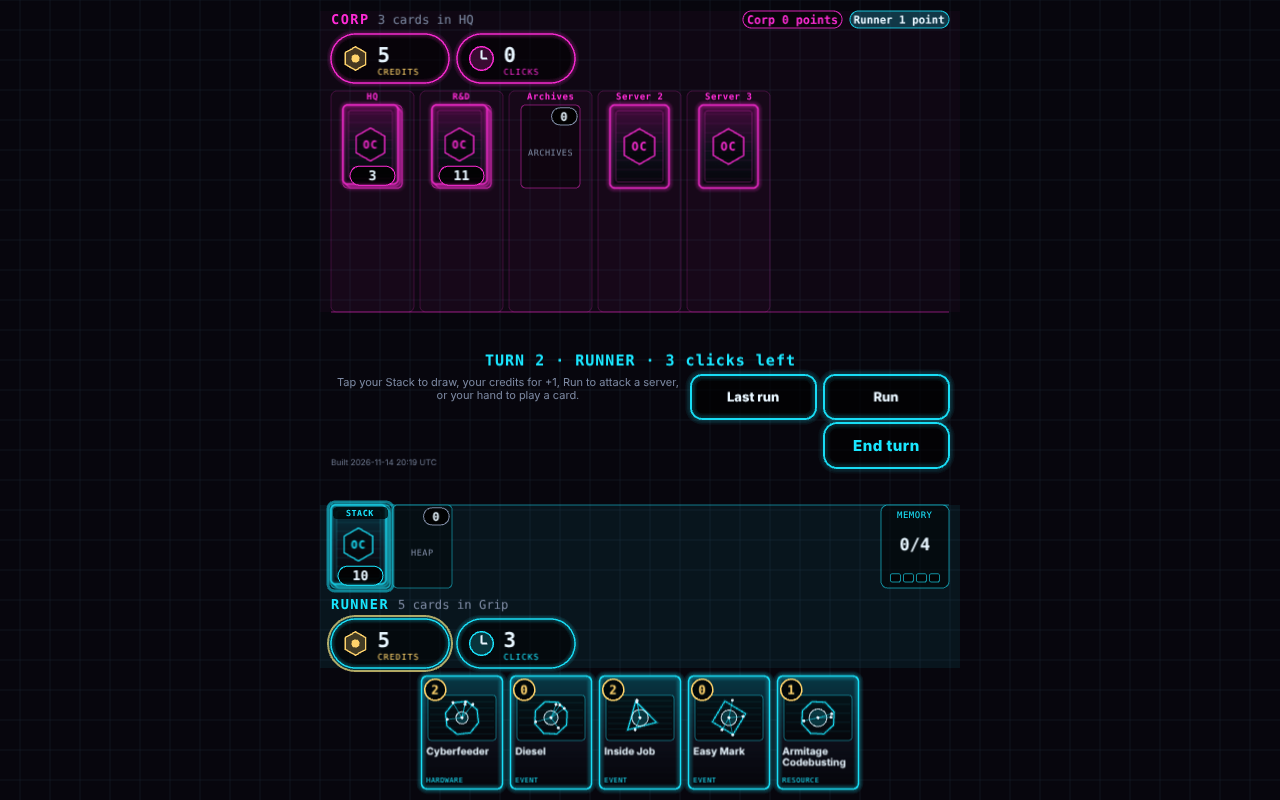 CORP 3 cards in HQ
Corp 0 points
Runner 1 point
5
CREDITS
0
CLICKS
HQ
R&D
Archives
Server 2
Server 3
OC
3
OC
11
0
ARCHIVES
OC
OC
TURN 2 · RUNNER · 3 clicks left
Tap your Stack to draw, your credits for +1, Run to attack a server,
or your hand to play a card.
Last run
Run
End turn
Built 2026-11-14 20:19 UTC
STACK
OC
10
0
HEAP
MEMORY
0/4
RUNNER 5 cards in Grip
5
CREDITS
3
CLICKS
2
Cyberfeeder
HARDWARE
0
Diesel
EVENT
2
Inside Job
EVENT
0
Easy Mark
EVENT
1
Armitage
Codebusting
RESOURCE